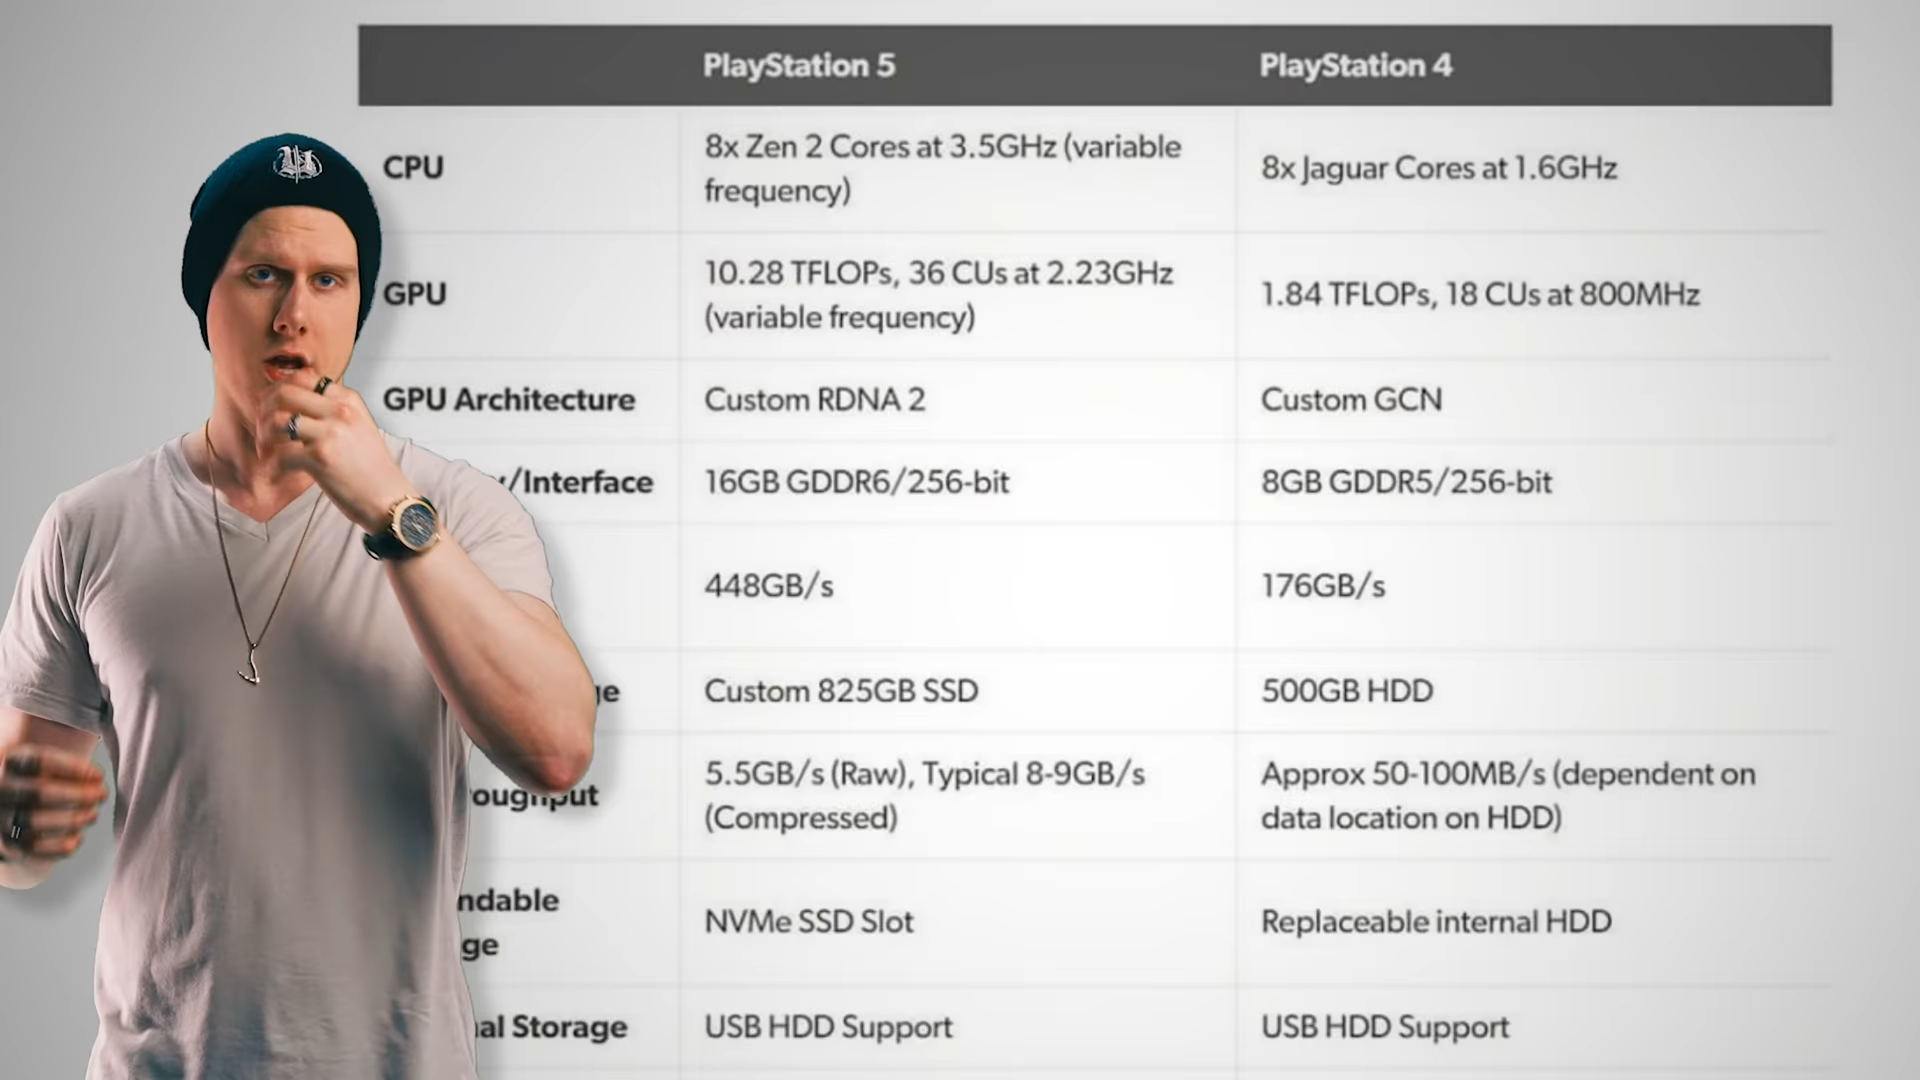 PlayStation 5 PlayStation 4
CPU
8x Zen 2 Cores at 3.5GHz (variable
frequency)
8x Jaguar Cores at 1.6GHz
GPU
10.28 TFLOPs, 36 CUs at 2.23GHz
(variable frequency)
1.84 TFLOPs, 18 CUs at 800MHz
GPU Architecture
Custom RDNA 2
Custom GCN
/Interface
16GB GDDR6/256-bit
8GB GDDR5/256-bit
448GB/s
176GB/s
Custom 825GB SSD
500GB HDD
5.5GB/s (Raw), Typical 8-9GB/s
(Compressed)
Approx 50-100MB/s (dependent on
data location on HDD)
NVMe SSD Slot
Replaceable internal HDD
Storage
USB HDD Support
USB HDD Support